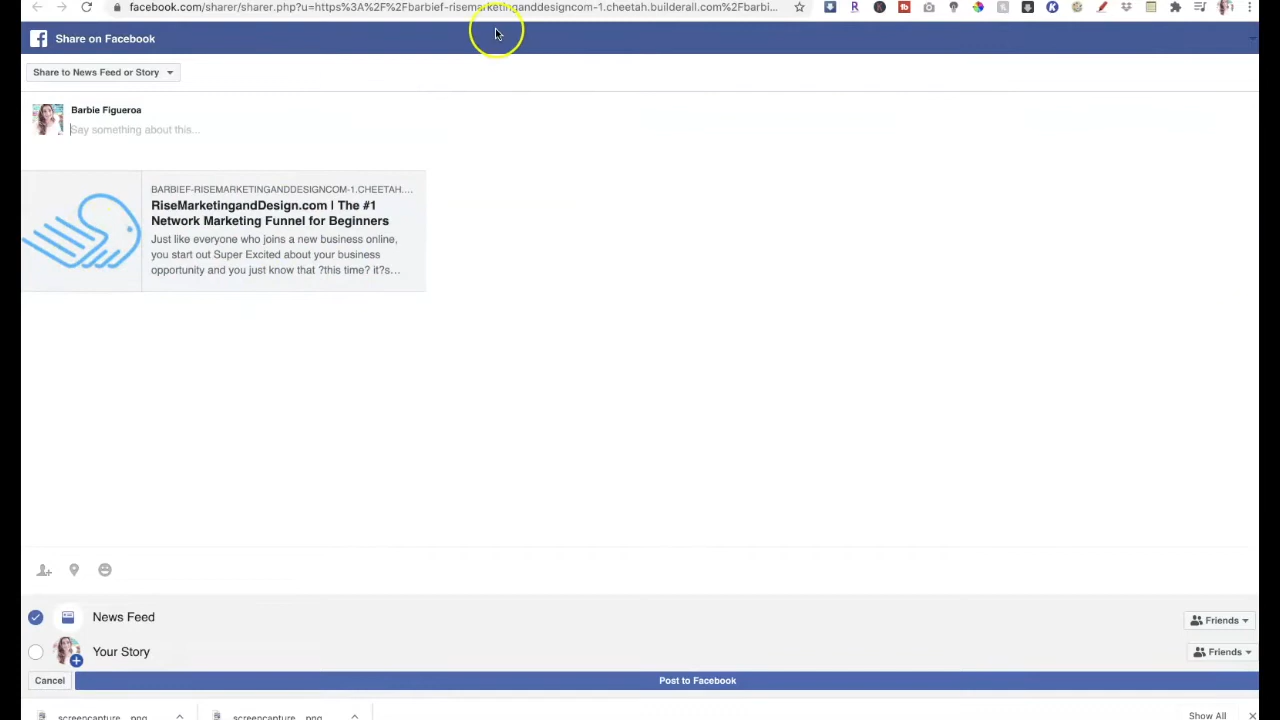 facebook.com/sharer/sharer.php?u=https%3A%2F%2Fbarbief-risemarketinganddesigncom-1.cheetah.builderall.com%2Fbarbi...
Share on Facebook
Share to News Feed or Story
Barbie Figueroa
Say something about this...
BARBIEF-RISEMARKETINGANDDESIGNCOM-1.CHEETAH....
RiseMarketingandDesign.com | The #1
Network Marketing Funnel for Beginners
Just like everyone who joins a new business online,
you start out Super Excited about your business
opportunity and you just know that ?this time? it?s...
News Feed
Friends
Your Story
Friends
Cancel
Post to Facebook
screencapture....png
screencapture....png
Show All